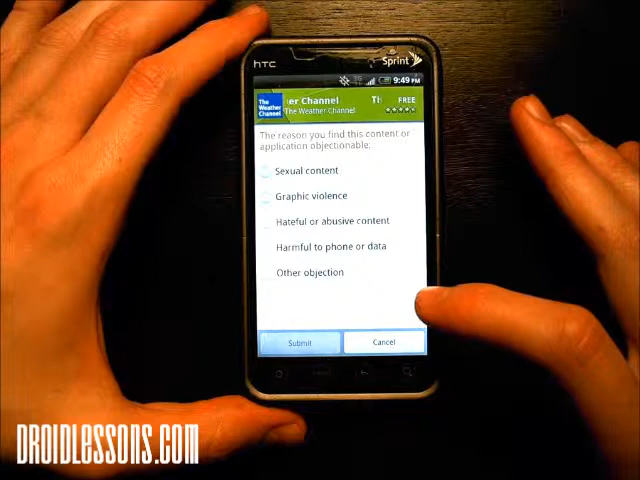 hTC
Sprint
9:49 PM
The
Weather
Channel
er Channel
Th
FREE
The Weather Channel
The reason you find this content or
application objectionable:
Sexual content
Graphic violence
Hateful or abusive content
Harmful to phone or data
Other objection
Submit
Cancel
DROIDLESSONS.COM